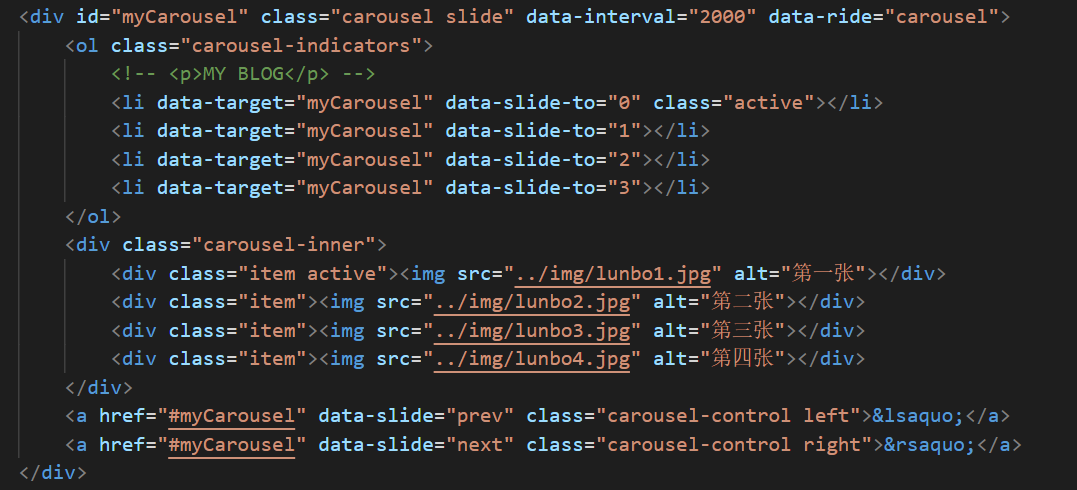 <div id="myCarousel" class="carousel slide" data-interval="2000" data-ride="carousel">
<ol class="carousel-indicators">
<!-- <p>MY BLOG</p> -->
<li data-target="myCarousel" data-slide-to="0" class="active"></li>
<li data-target="myCarousel" data-slide-to="1"></li>
<li data-target="myCarousel" data-slide-to="2"></li>
<li data-target="myCarousel" data-slide-to="3"></li>
</ol>
<div class="carousel-inner">
<div class="item active"><img src="../img/lunbo1.jpg" alt="第一张"></div>
<div class="item"><img src="../img/lunbo2.jpg" alt="第二张"></div>
<div class="item"><img src="../img/lunbo3.jpg" alt="第三张"></div>
<div class="item"><img src="../img/lunbo4.jpg" alt="第四张"></div>
</div>
<a href="#myCarousel" data-slide="prev" class="carousel-control left">&lsaquo;</a>
<a href="#myCarousel" data-slide="next" class="carousel-control right">&rsaquo;</a>
</div>